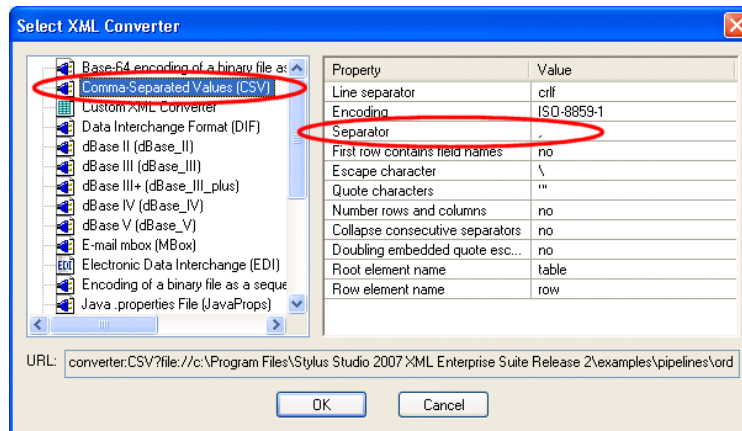 Select XML Converter
Base-64 encoding of a binary file as
Comma-Separated Values (CSV)
Custom XML Converter
Data Interchange Format (DIF)
dBase II (dBase_II)
dBase III (dBase_III)
dBase III+ (dBase_III_plus)
dBase IV (dBase_IV)
dBase V (dBase_V)
E-mail mbox (MBox)
EDI Electronic Data Interchange (EDI)
Encoding of a binary file as a seque
Java .properties File (JavaProps)
Property Value
Line separator crlf
Encoding ISO-8859-1
Separator ,
First row contains field names no
Escape character \
Quote characters '"
Number rows and columns no
Collapse consecutive separators no
Doubling embedded quote esc... no
Root element name table
Row element name row
URL: converter:CSV?file://c:\Program Files\Stylus Studio 2007 XML Enterprise Suite Release 2\examples\pipelines\ord
OK Cancel